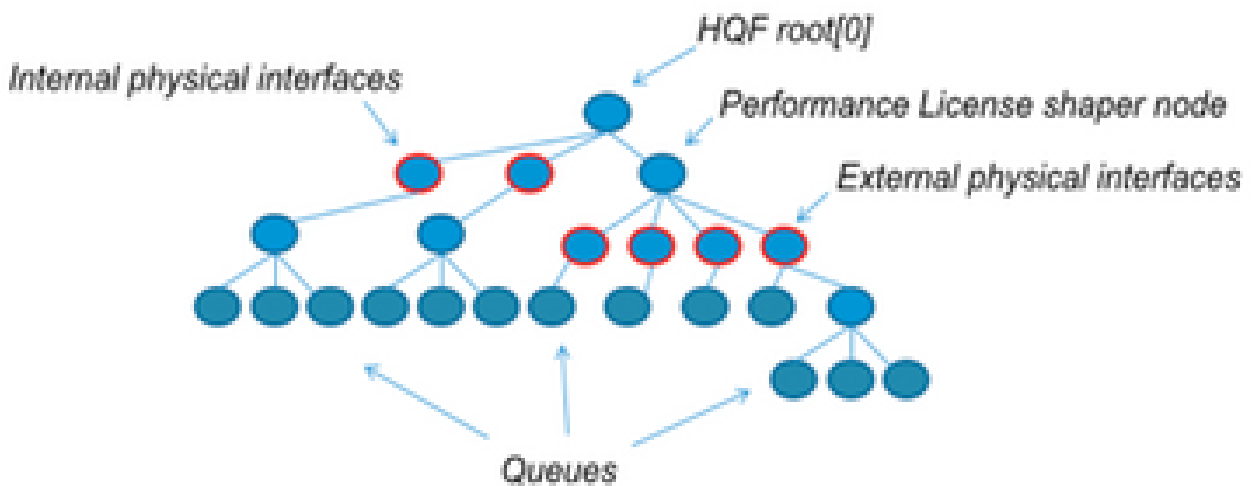 HQF root[0]
Internal physical interfaces
Performance License shaper node
External physical interfaces
Queues